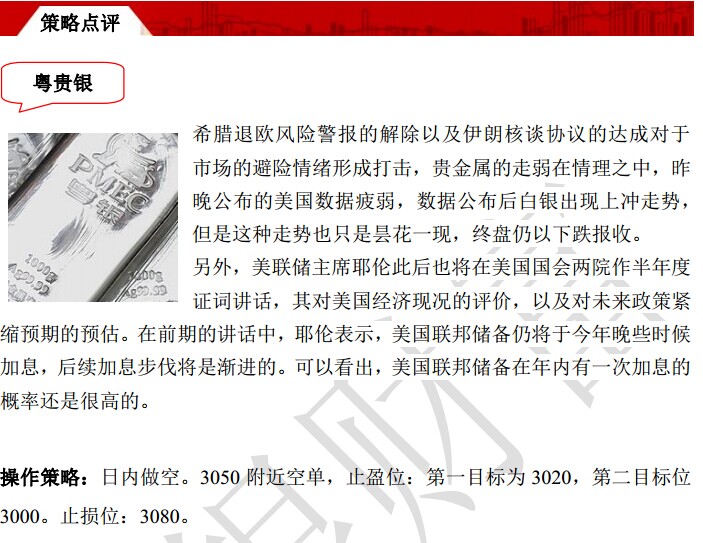 策略点评
粤贵银
希腊退欧风险警报的解除以及伊朗核谈协议的达成对于
市场的避险情绪形成打击，贵金属的走弱在情理之中，昨
晚公布的美国数据疲弱，数据公布后白银出现上冲走势，
但是这种走势也只是昙花一现，终盘仍以下跌报收。
另外，美联储主席耶伦此后也将在美国国会两院作半年度
证词讲话，其对美国经济现况的评价，以及对未来政策紧
缩预期的预估。在前期的讲话中，耶伦表示，美国联邦储备仍将于今年晚些时候
加息，后续加息步伐将是渐进的。可以看出，美国联邦储备在年内有一次加息的
概率还是很高的。
PMEC
粤银
1000g
Ag99.99
操作策略：日内做空。3050 附近空单，止盈位：第一目标为 3020，第二目标位
3000。止损位：3080。